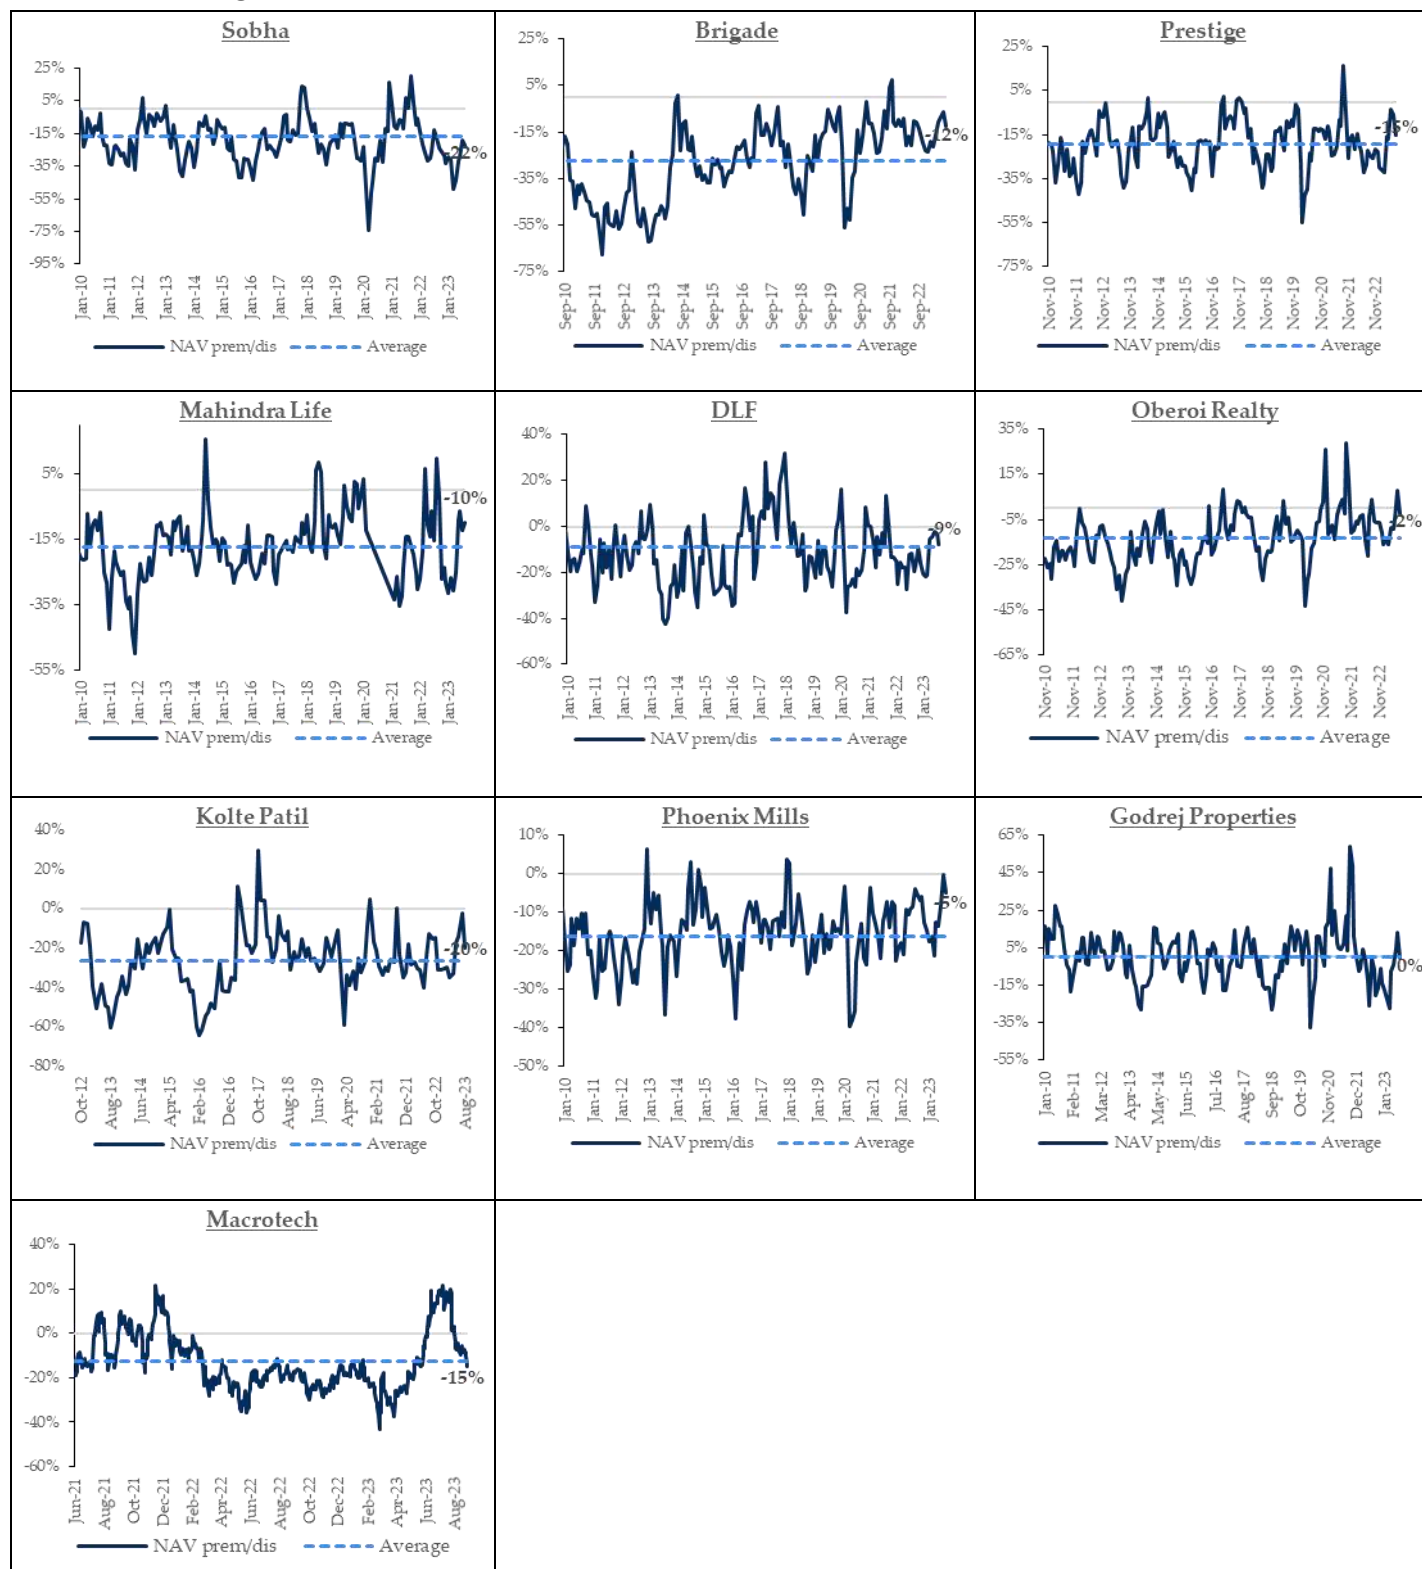 Sobha
25%
5%
-15%
-35%
-55%
-75%
-95%
-22%
Jan-10
Jan-11
Jan-12
Jan-13
Jan-14
Jan-15
Jan-16
Jan-17
Jan-18
Jan-19
Jan-20
Jan-21
Jan-22
Jan-23
NAV prem/dis Average
Brigade
25%
5%
-15%
-35%
-55%
-75%
-12%
Sep-10
Sep-11
Sep-12
Sep-13
Sep-14
Sep-15
Sep-16
Sep-17
Sep-18
Sep-19
Sep-20
Sep-21
Sep-22
NAV prem/dis Average
Prestige
25%
5%
-15%
-35%
-55%
-75%
-15%
Nov-10
Nov-11
Nov-12
Nov-13
Nov-14
Nov-15
Nov-16
Nov-17
Nov-18
Nov-19
Nov-20
Nov-21
Nov-22
NAV prem/dis Average
Mahindra Life
5%
-15%
-35%
-55%
-10%
Jan-10
Jan-11
Jan-12
Jan-13
Jan-14
Jan-15
Jan-16
Jan-17
Jan-18
Jan-19
Jan-20
Jan-21
Jan-22
Jan-23
NAV prem/dis Average
DLF
40%
20%
0%
-20%
-40%
-60%
-9%
Jan-10
Jan-11
Jan-12
Jan-13
Jan-14
Jan-15
Jan-16
Jan-17
Jan-18
Jan-19
Jan-20
Jan-21
Jan-22
Jan-23
NAV prem/dis Average
Oberoi Realty
35%
15%
-5%
-25%
-45%
-65%
-2%
Nov-10
Nov-11
Nov-12
Nov-13
Nov-14
Nov-15
Nov-16
Nov-17
Nov-18
Nov-19
Nov-20
Nov-21
Nov-22
NAV prem/dis Average
Kolte Patil
40%
20%
0%
-20%
-40%
-60%
-80%
-20%
Oct-12
Aug-13
Jun-14
Apr-15
Feb-16
Dec-16
Oct-17
Aug-18
Jun-19
Apr-20
Feb-21
Dec-21
Oct-22
Aug-23
NAV prem/dis Average
Phoenix Mills
10%
0%
-10%
-20%
-30%
-40%
-50%
-5%
Jan-10
Jan-11
Jan-12
Jan-13
Jan-14
Jan-15
Jan-16
Jan-17
Jan-18
Jan-19
Jan-20
Jan-21
Jan-22
Jan-23
NAV prem/dis Average
Godrej Properties
65%
45%
25%
5%
-15%
-35%
-55%
0%
Jan-10
Feb-11
Mar-12
Apr-13
May-14
Jun-15
Jul-16
Aug-17
Sep-18
Oct-19
Nov-20
Dec-21
Jan-23
NAV prem/dis Average
Macrotech
40%
20%
0%
-20%
-40%
-60%
-15%
Jun-21
Aug-21
Oct-21
Dec-21
Feb-22
Apr-22
Jun-22
Aug-22
Oct-22
Dec-22
Feb-23
Apr-23
Jun-23
Aug-23
NAV prem/dis Average